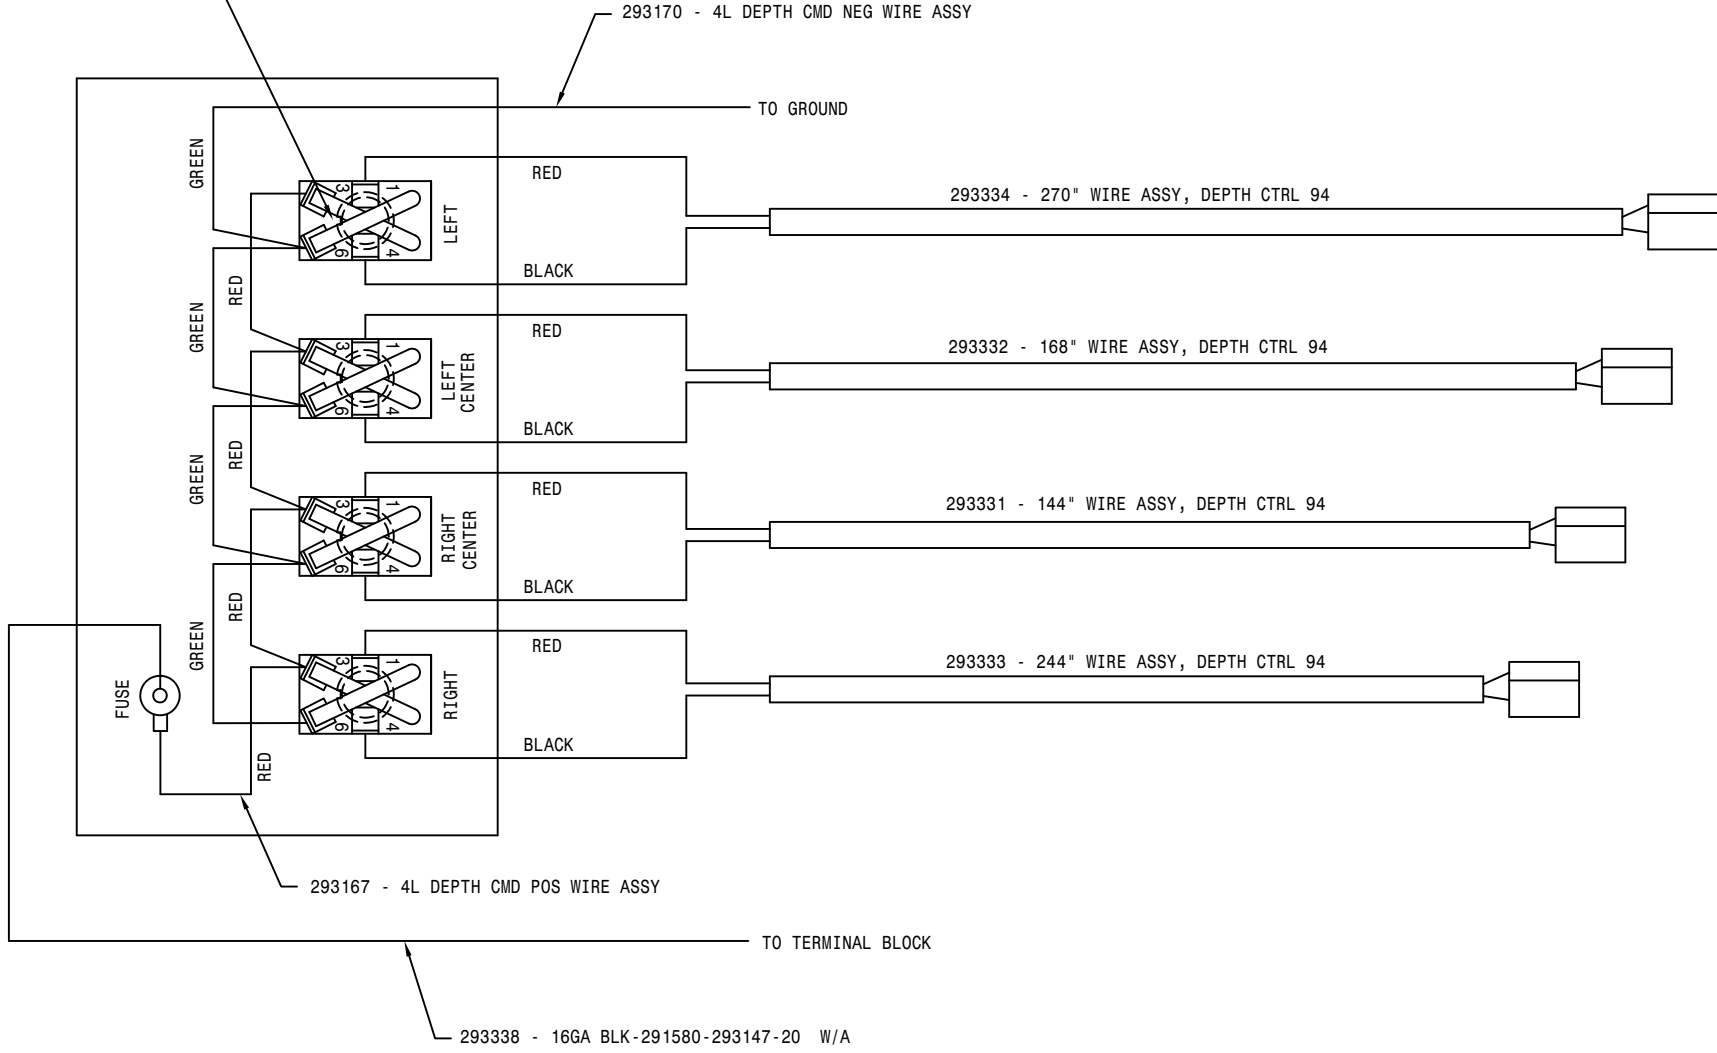 293170 - 4L DEPTH CMD NEG WIRE ASSY
TO GROUND
GREEN
RED
3
1
6
4
LEFT
BLACK
293334 - 270" WIRE ASSY, DEPTH CTRL 94
RED
GREEN
RED
3
1
6
4
LEFT
CENTER
BLACK
293332 - 168" WIRE ASSY, DEPTH CTRL 94
GREEN
RED
RED
3
1
6
4
RIGHT
CENTER
BLACK
293331 - 144" WIRE ASSY, DEPTH CTRL 94
GREEN
RED
RED
3
1
6
4
RIGHT
BLACK
293333 - 244" WIRE ASSY, DEPTH CTRL 94
FUSE
RED
293167 - 4L DEPTH CMD POS WIRE ASSY
TO TERMINAL BLOCK
293338 - 16GA BLK-291580-293147-20 W/A